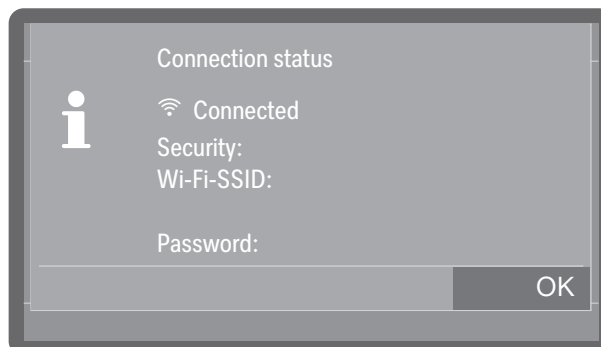 Connection status
Connected
Security:
Wi-Fi-SSID:
Password:
OK